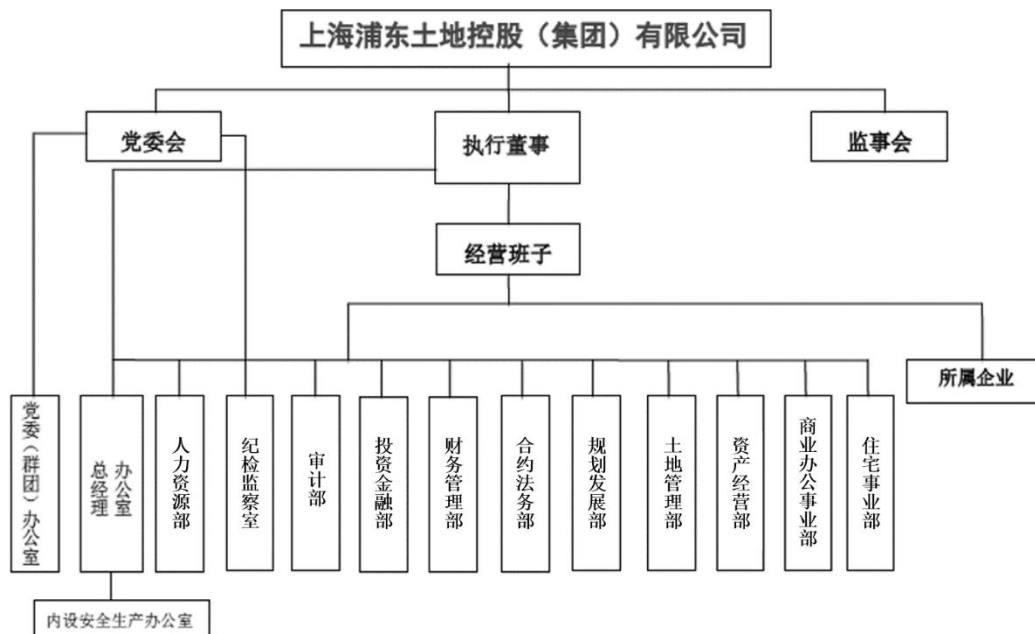 上海浦东土地控股（集团）有限公司
党委会
执行董事
监事会
经营班子
所属企业
党委（群团）办公室
总经理
办公室
人力资源部
纪检监察室
审计部
投资金融部
财务管理部
合约法务部
规划发展部
土地管理部
资产经营部
商业办公事业部
住宅事业部
内设安全生产办公室